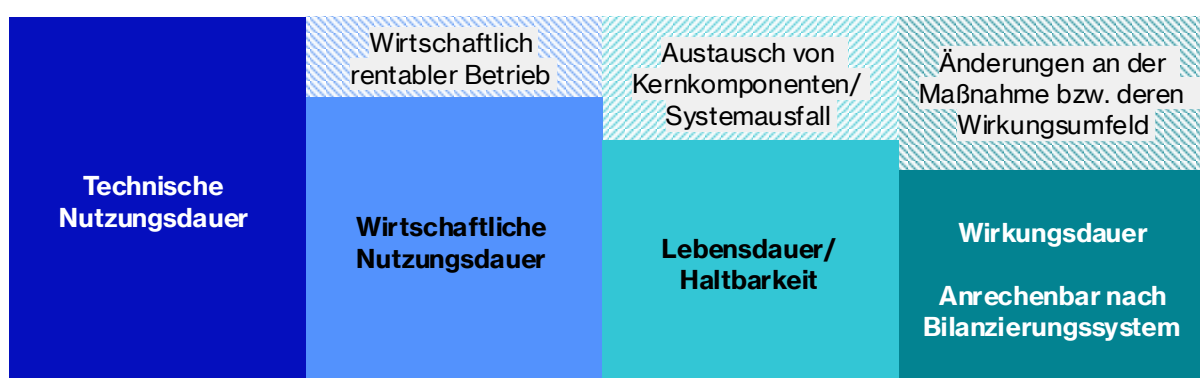 Technische
Nutzungsdauer
Wirtschaftlich
rentabler Betrieb
Wirtschaftliche
Nutzungsdauer
Austausch von
Kernkomponenten/
Systemausfall
Lebensdauer/
Haltbarkeit
Änderungen an der
Maßnahme bzw. deren
Wirkungsumfeld
Wirkungsdauer
Anrechenbar nach
Bilanzierungssystem